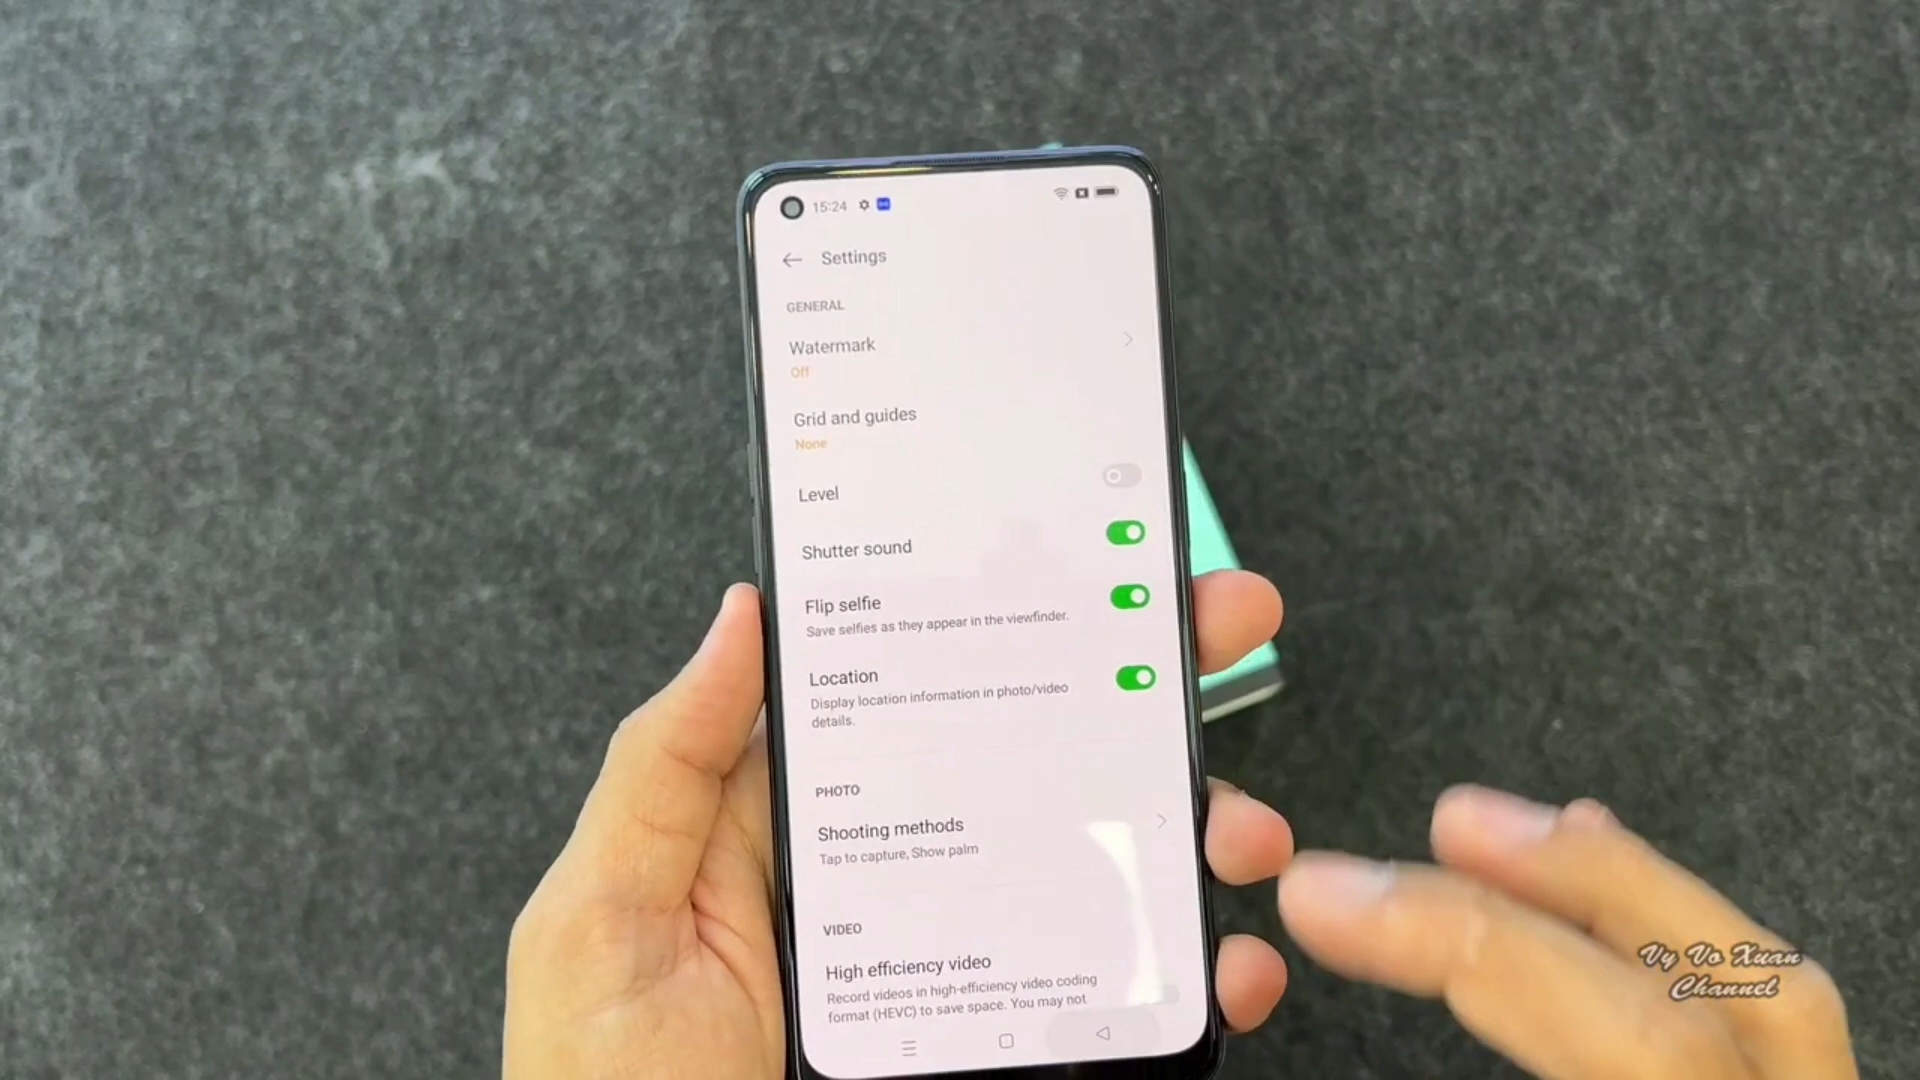 15:24
Settings
GENERAL
Watermark
Off
Grid and guides
None
Level
Shutter sound
Flip selfie
Save selfies as they appear in the viewfinder.
Location
Display location information in photo/video
details.
PHOTO
Shooting methods
Tap to capture, Show palm
VIDEO
High efficiency video
Record videos in high-efficiency video coding
format (HEVC) to save space. You may not
Vy Vo Xuan
Channel